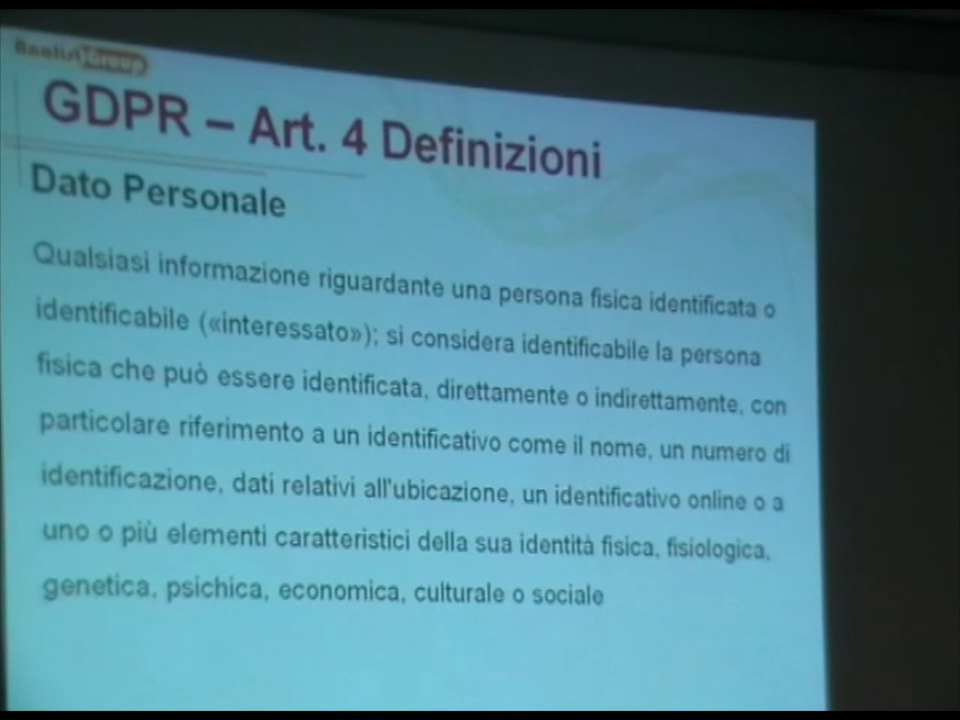 Group
GDPR – Art. 4 Definizioni
Dato Personale
Qualsiasi informazione riguardante una persona fisica identificata o
identificabile («interessato»); si considera identificabile la persona
fisica che può essere identificata, direttamente o indirettamente, con
particolare riferimento a un identificativo come il nome, un numero di
identificazione, dati relativi all'ubicazione, un identificativo online o a
uno o più elementi caratteristici della sua identità fisica, fisiologica,
genetica, psichica, economica, culturale o sociale